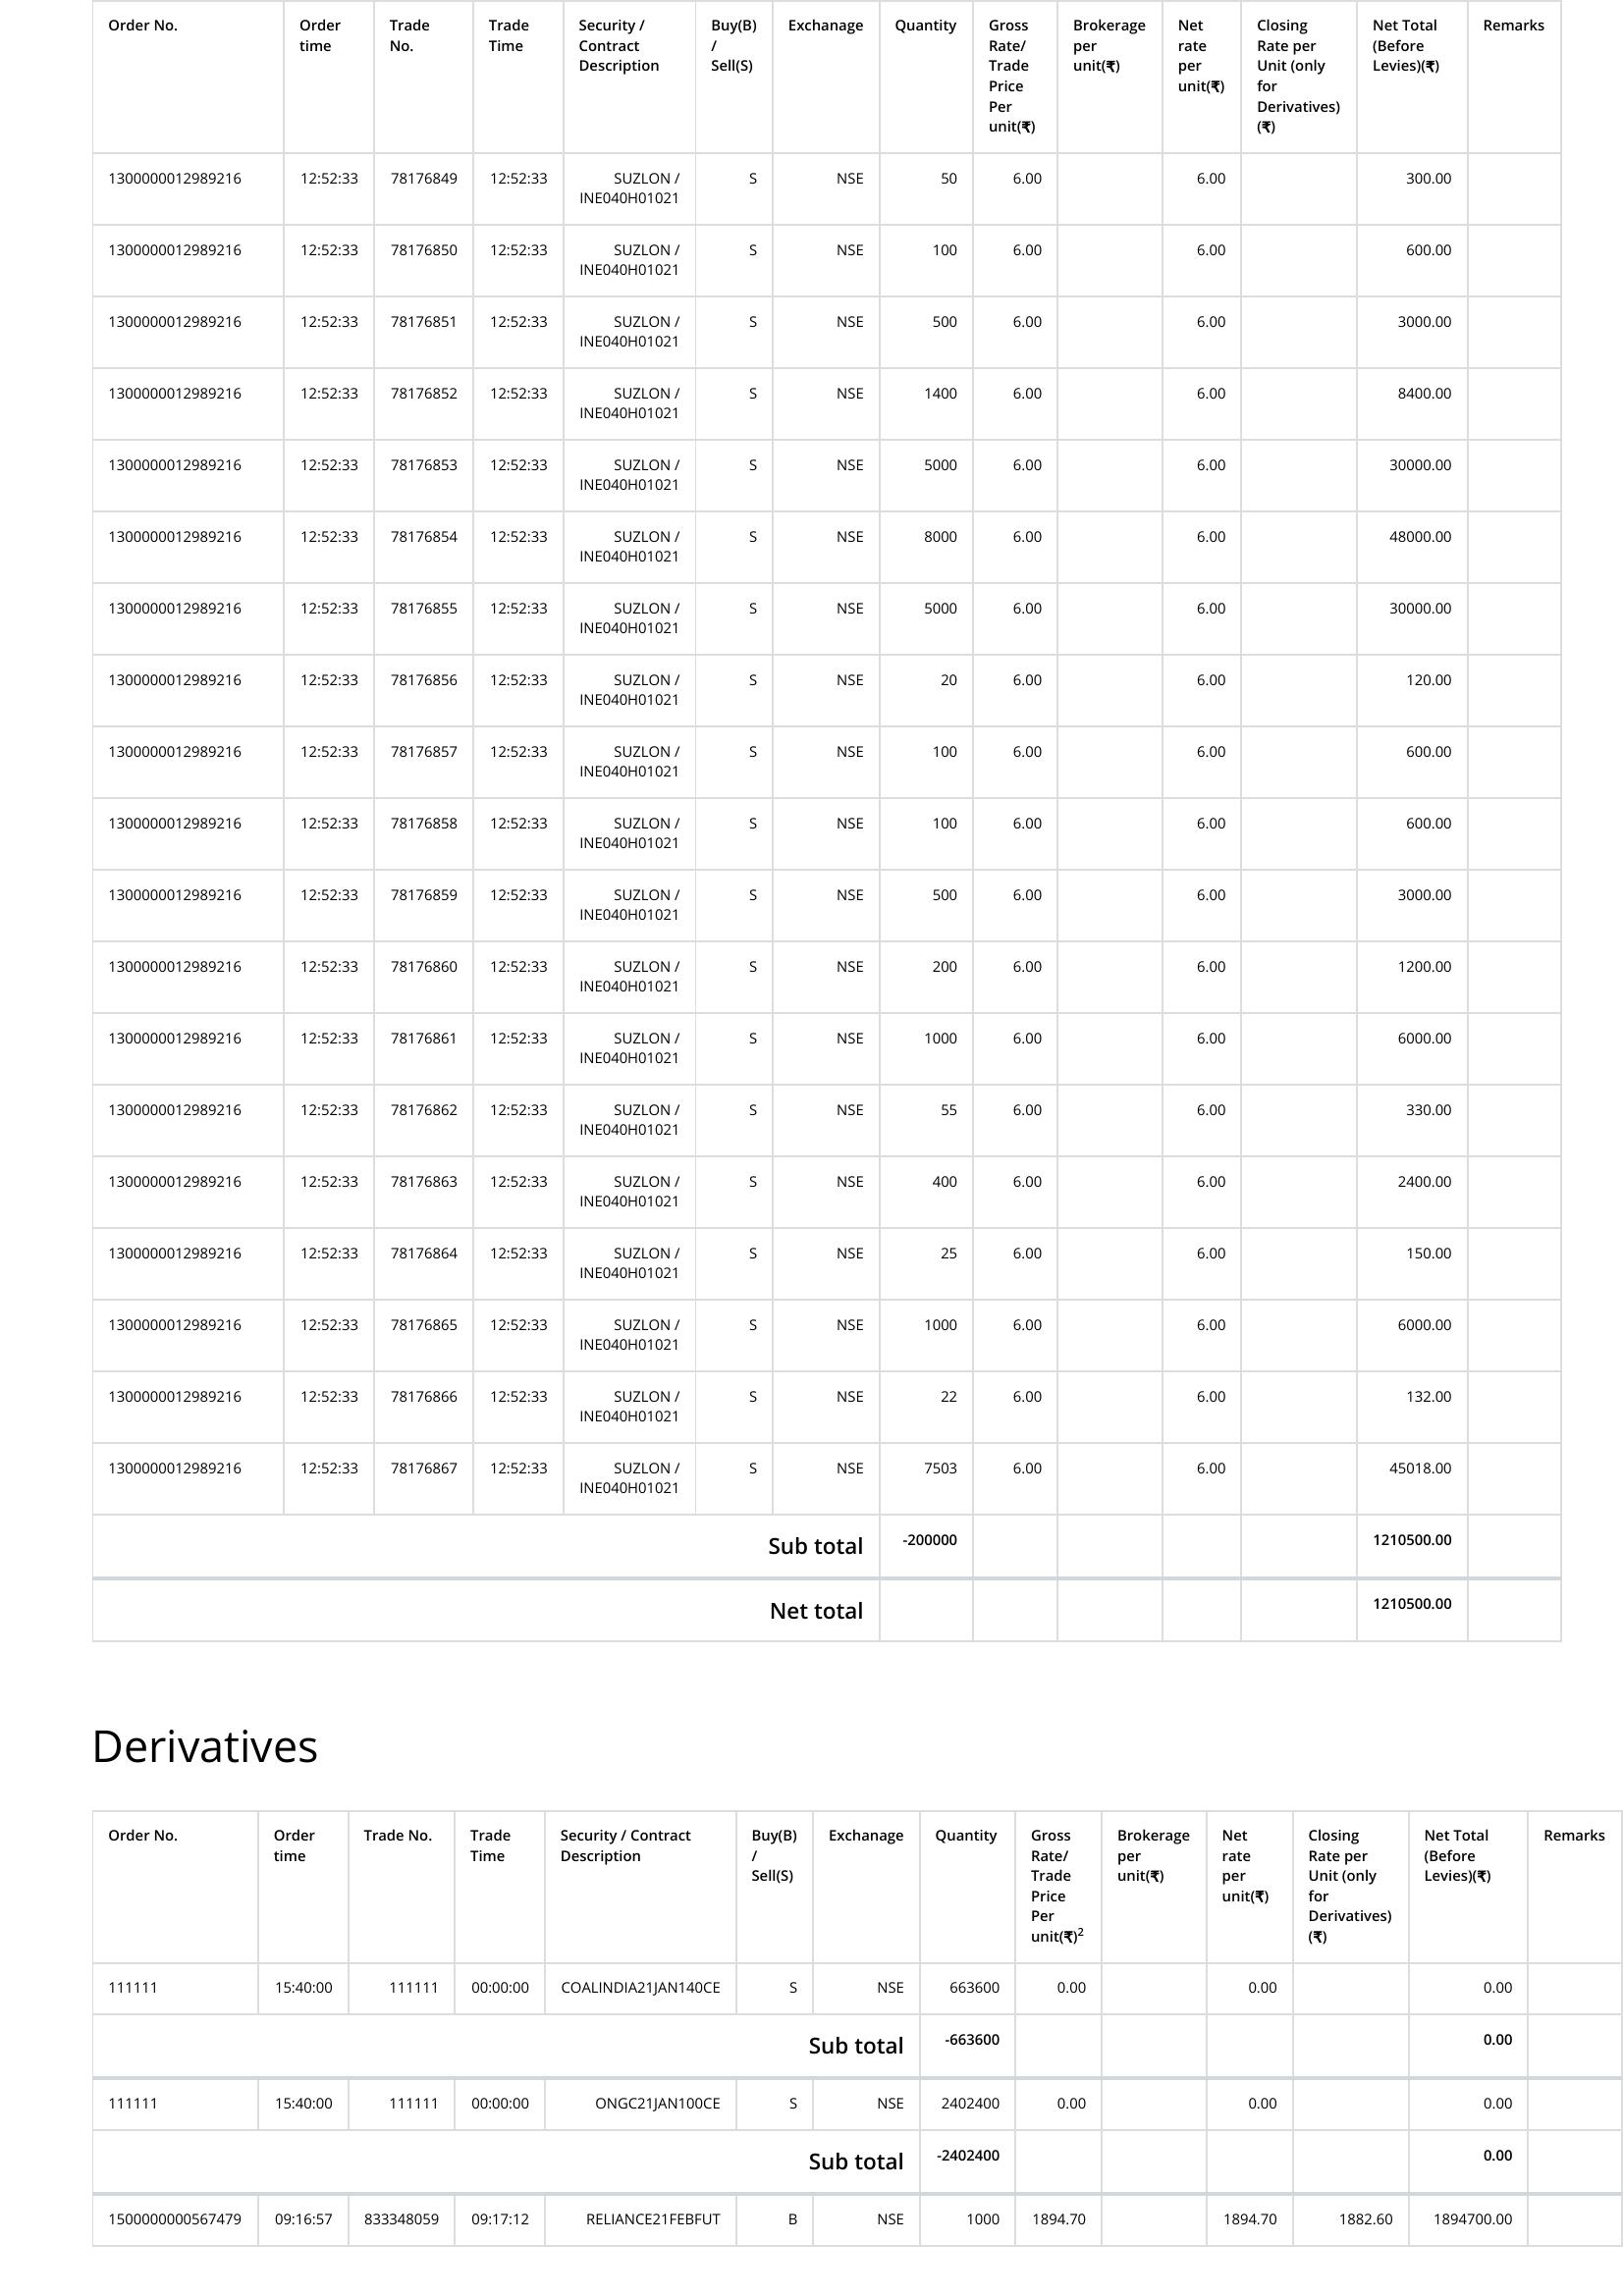 Order No. Order time Trade No. Trade Time Security / Contract Description Buy(B) / Sell(S) Exchanage Quantity Gross Rate/ Trade Price Per unit(₹) Brokerage per unit(₹) Net rate per unit(₹) Closing Rate per Unit (only for Derivatives) (₹) Net Total (Before Levies)(₹) Remarks
1300000012989216 12:52:33 78176849 12:52:33 SUZLON / INE040H01021 S NSE 50 6.00 6.00 300.00
1300000012989216 12:52:33 78176850 12:52:33 SUZLON / INE040H01021 S NSE 100 6.00 6.00 600.00
1300000012989216 12:52:33 78176851 12:52:33 SUZLON / INE040H01021 S NSE 500 6.00 6.00 3000.00
1300000012989216 12:52:33 78176852 12:52:33 SUZLON / INE040H01021 S NSE 1400 6.00 6.00 8400.00
1300000012989216 12:52:33 78176853 12:52:33 SUZLON / INE040H01021 S NSE 5000 6.00 6.00 30000.00
1300000012989216 12:52:33 78176854 12:52:33 SUZLON / INE040H01021 S NSE 8000 6.00 6.00 48000.00
1300000012989216 12:52:33 78176855 12:52:33 SUZLON / INE040H01021 S NSE 5000 6.00 6.00 30000.00
1300000012989216 12:52:33 78176856 12:52:33 SUZLON / INE040H01021 S NSE 20 6.00 6.00 120.00
1300000012989216 12:52:33 78176857 12:52:33 SUZLON / INE040H01021 S NSE 100 6.00 6.00 600.00
1300000012989216 12:52:33 78176858 12:52:33 SUZLON / INE040H01021 S NSE 100 6.00 6.00 600.00
1300000012989216 12:52:33 78176859 12:52:33 SUZLON / INE040H01021 S NSE 500 6.00 6.00 3000.00
1300000012989216 12:52:33 78176860 12:52:33 SUZLON / INE040H01021 S NSE 200 6.00 6.00 1200.00
1300000012989216 12:52:33 78176861 12:52:33 SUZLON / INE040H01021 S NSE 1000 6.00 6.00 6000.00
1300000012989216 12:52:33 78176862 12:52:33 SUZLON / INE040H01021 S NSE 55 6.00 6.00 330.00
1300000012989216 12:52:33 78176863 12:52:33 SUZLON / INE040H01021 S NSE 400 6.00 6.00 2400.00
1300000012989216 12:52:33 78176864 12:52:33 SUZLON / INE040H01021 S NSE 25 6.00 6.00 150.00
1300000012989216 12:52:33 78176865 12:52:33 SUZLON / INE040H01021 S NSE 1000 6.00 6.00 6000.00
1300000012989216 12:52:33 78176866 12:52:33 SUZLON / INE040H01021 S NSE 22 6.00 6.00 132.00
1300000012989216 12:52:33 78176867 12:52:33 SUZLON / INE040H01021 S NSE 7503 6.00 6.00 45018.00
Sub total -200000 1210500.00
Net total 1210500.00
Derivatives
Order No. Order time Trade No. Trade Time Security / Contract Description Buy(B) / Sell(S) Exchanage Quantity Gross Rate/ Trade Price Per unit(₹)² Brokerage per unit(₹) Net rate per unit(₹) Closing Rate per Unit (only for Derivatives) (₹) Net Total (Before Levies)(₹) Remarks
111111 15:40:00 111111 00:00:00 COALINDIA21JAN140CE S NSE 663600 0.00 0.00 0.00
Sub total -663600 0.00
111111 15:40:00 111111 00:00:00 ONGC21JAN100CE S NSE 2402400 0.00 0.00 0.00
Sub total -2402400 0.00
1500000000567479 09:16:57 833348059 09:17:12 RELIANCE21FEBFUT B NSE 1000 1894.70 1894.70 1882.60 1894700.00